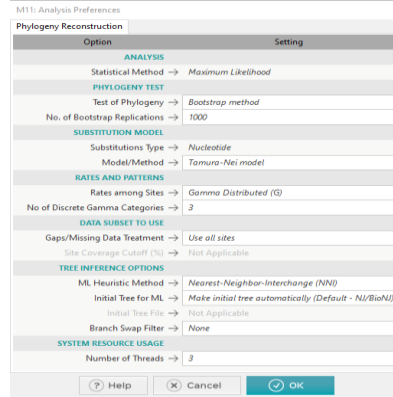 M11: Analysis Preferences
Phylogeny Reconstruction
Option Setting
ANALYSIS
Statistical Method → Maximum Likelihood
PHYLOGENY TEST
Test of Phylogeny → Bootstrap method
No. of Bootstrap Replications → 1000
SUBSTITUTION MODEL
Substitutions Type → Nucleotide
Model/Method → Tamura-Nei model
RATES AND PATTERNS
Rates among Sites → Gamma Distributed (G)
No of Discrete Gamma Categories → 3
DATA SUBSET TO USE
Gaps/Missing Data Treatment → Use all sites
Site Coverage Cutoff (%) → Not Applicable
TREE INFERENCE OPTIONS
ML Heuristic Method → Nearest-Neighbor-Interchange (NNI)
Initial Tree for ML → Make initial tree automatically (Default - NJ/BioNJ)
Initial Tree File → Not Applicable
Branch Swap Filter → None
SYSTEM RESOURCE USAGE
Number of Threads → 3
? Help Cancel OK